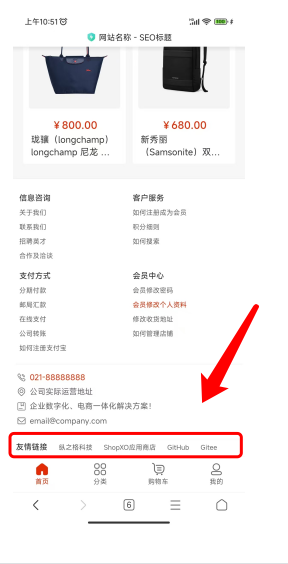 上午10:51
网站名称 - SEO标题
￥800.00
珑骧（longchamp）
longchamp 尼龙 ...
￥680.00
新秀丽
（Samsonite）双...
信息咨询
关于我们
联系我们
招聘英才
合作及洽谈
客户服务
如何注册成为会员
积分细则
如何搜索
支付方式
分期付款
邮局汇款
在线支付
公司转账
如何注册支付宝
会员中心
会员修改密码
会员修改个人资料
修改收货地址
如何管理店铺
021-88888888
公司实际运营地址
企业数字化、电商一体化解决方案！
email@company.com
友情链接 纵之格科技 ShopXO应用商店 GitHub Gitee
首页 分类 购物车 我的
6